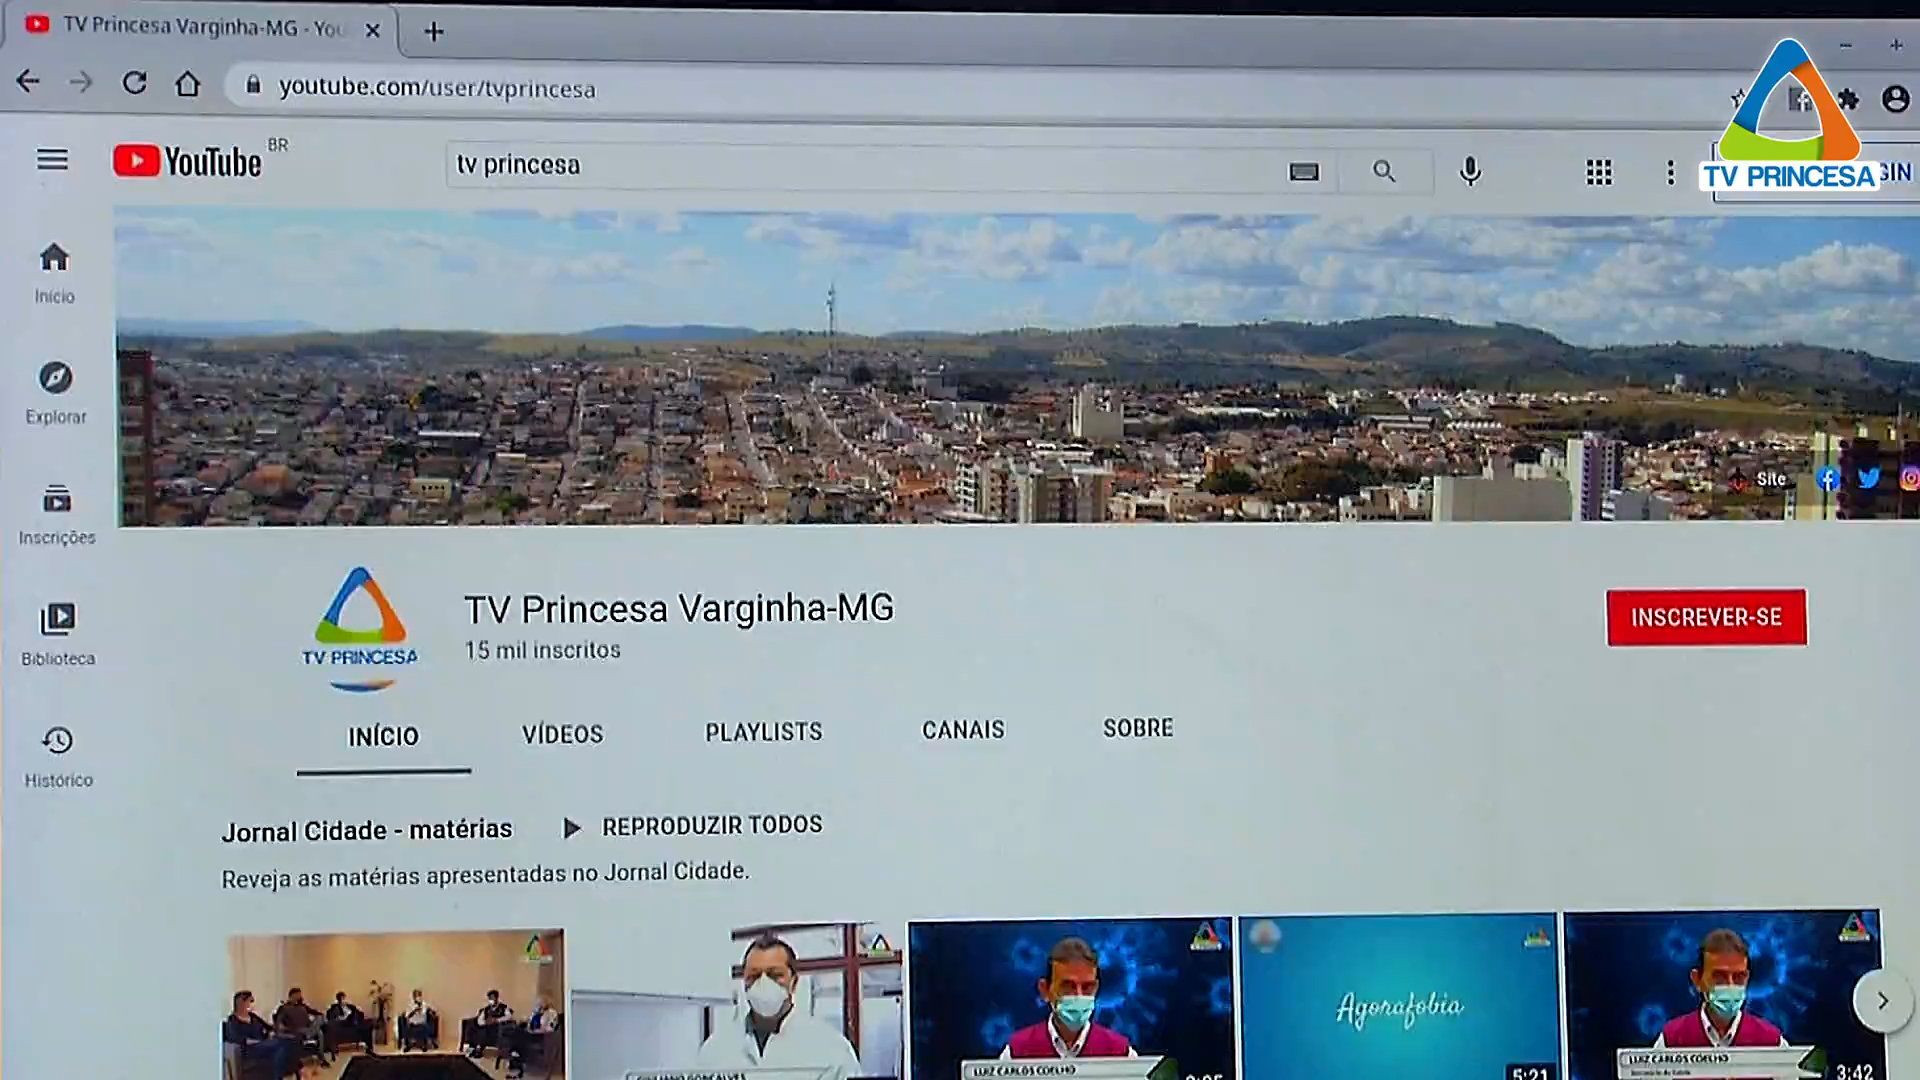 TV Princesa Varginha-MG - You
youtube.com/user/tvprincesa
TV PRINCESA
YouTube BR
tv princesa
GIN
Início
Explorar
Inscrições
Biblioteca
Histórico
Site
TV PRINCESA
TV Princesa Varginha-MG
15 mil inscritos
INSCREVER-SE
INÍCIO
VÍDEOS
PLAYLISTS
CANAIS
SOBRE
Jornal Cidade - matérias
REPRODUZIR TODOS
Reveja as matérias apresentadas no Jornal Cidade.
LUIZ CARLOS COELHO
Agorafobia
5:21
LUIZ CARLOS COELHO
3:42